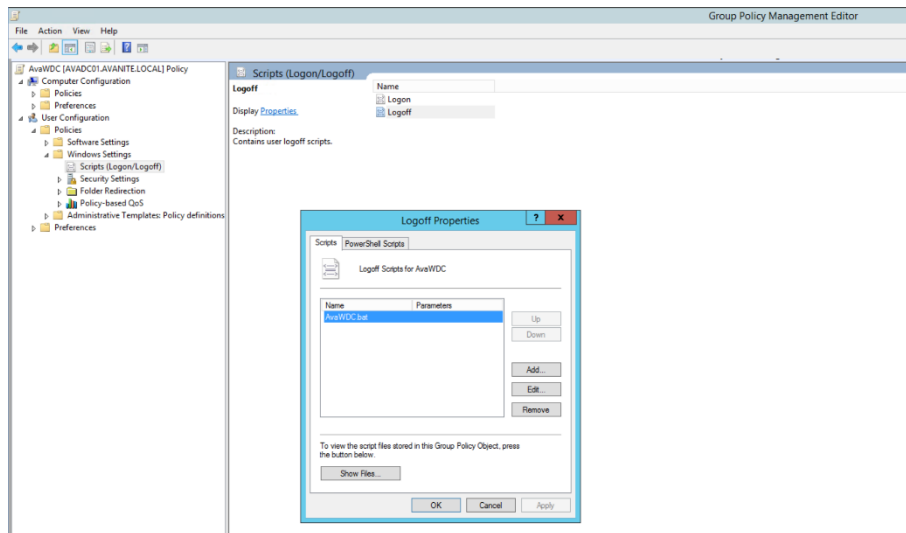 Group Policy Management Editor
File Action View Help
AvaWDC [AVADC01.AVANITE.LOCAL] Policy
Computer Configuration
Policies
Preferences
User Configuration
Policies
Software Settings
Windows Settings
Scripts (Logon/Logoff)
Security Settings
Folder Redirection
Policy-based QoS
Administrative Templates: Policy definitions
Preferences
Scripts (Logon/Logoff)
Logoff
Display Properties
Description:
Contains user logoff scripts.
Name
Logon
Logoff
Logoff Properties
? x
Scripts PowerShell Scripts
Logoff Scripts for AvaWDC
Name Parameters
AvaWDC.bat
Up
Down
Add...
Edit...
Remove
To view the script files stored in this Group Policy Object, press
the button below.
Show Files...
OK Cancel Apply